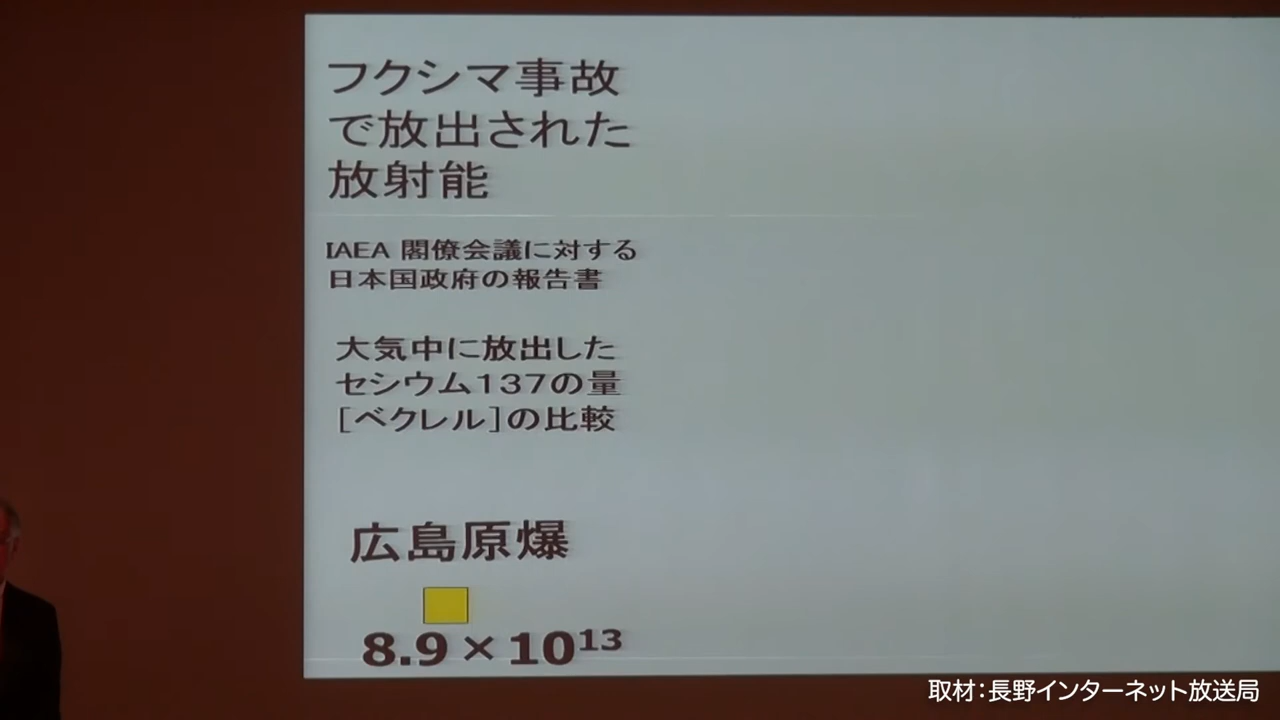 フクシマ事故
で放出された
放射能
IAEA 閣僚会議に対する
日本国政府の報告書
大気中に放出した
セシウム137の量
[ベクレル]の比較
広島原爆
8.9×10¹³
取材：長野インターネット放送局